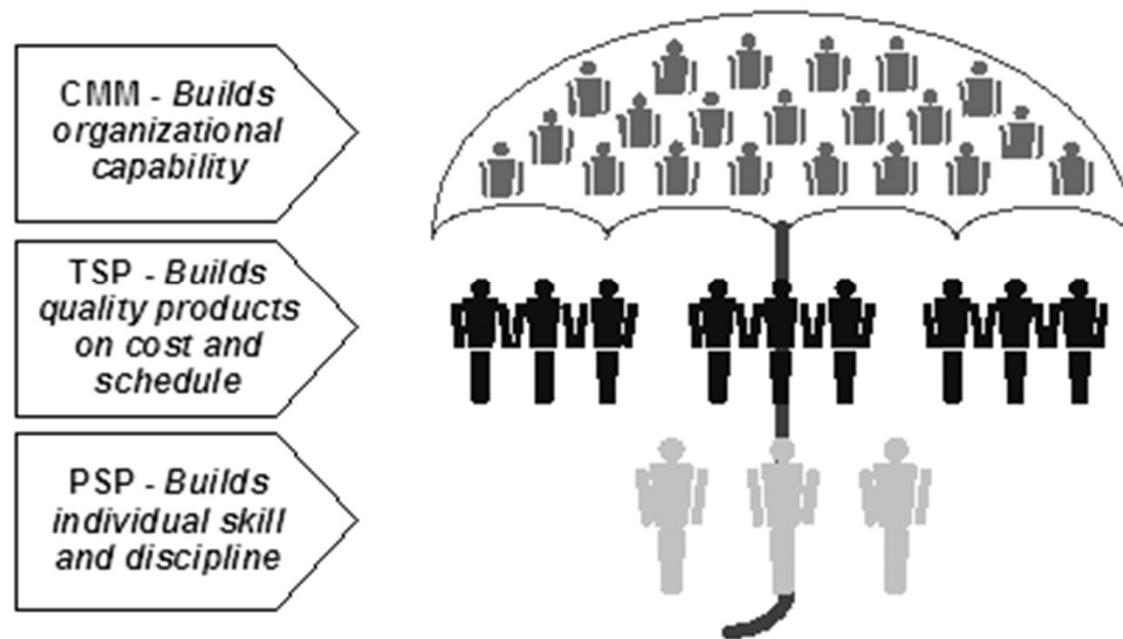 CMM - Builds
organizational
capability
TSP - Builds
quality products
on cost and
schedule
PSP - Builds
individual skill
and discipline